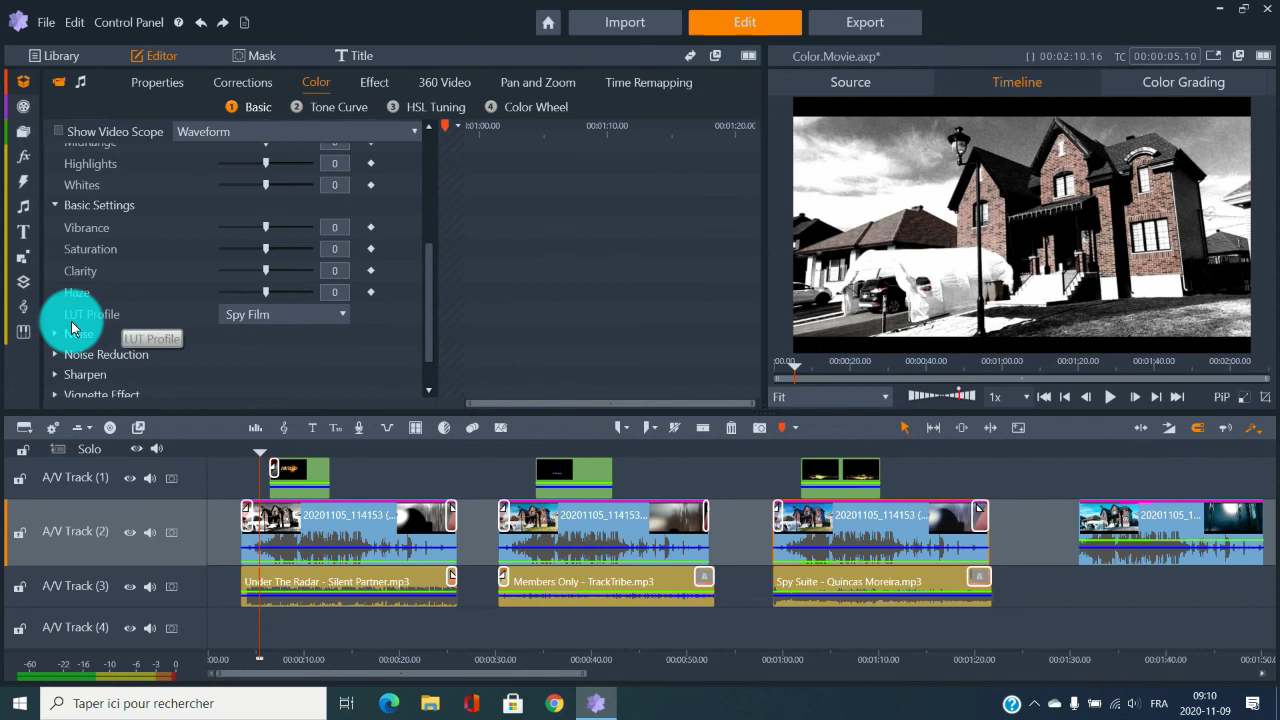 File Edit Control Panel
Import Edit Export
Library Editor Mask Title
Color.Movie.axp* [ ] 00:02:10.16 TC 00:00:05.10
Properties Corrections Color Effect 360 Video Pan and Zoom Time Remapping
Source Timeline Color Grading
1 Basic 2 Tone Curve 3 HSL Tuning 4 Color Wheel
Show Video Scope Waveform
00:01:00.00 00:01:10.00 00:01:20.00
MidRange 0
Highlights 0
Whites 0
Basic Settings
Vibrance 0
Saturation 0
Clarity 0
Haze 0
LUT Profile Spy Film
Noise
LUT Profile
Noise Reduction
Sharpen
Vignette Effect
:00.00 00:00:20.00 00:00:40.00 00:01:00.00 00:01:20.00 00:01:40.00 00:02:00.00
Fit 1x PiP
Solo
A/V Track (1)
A/V Track (2)
20201105_114153 (...
20201105_114153...
20201105_114153 (...
20201105_1...
A/V Track (3)
Under The Radar - Silent Partner.mp3
Members Only - TrackTribe.mp3
Spy Suite - Quincas Moreira.mp3
A/V Track (4)
-60 -22 -16 -10 -6 -3 0
:00.00 00:00:10.00 00:00:20.00 00:00:30.00 00:00:50.00 00:01:00.00 00:01:10.00 00:01:20.00 00:01:30.00 00:01:40.00 00:01:50.0
Taper ici pour rechercher
FRA
09:10
2020-11-09